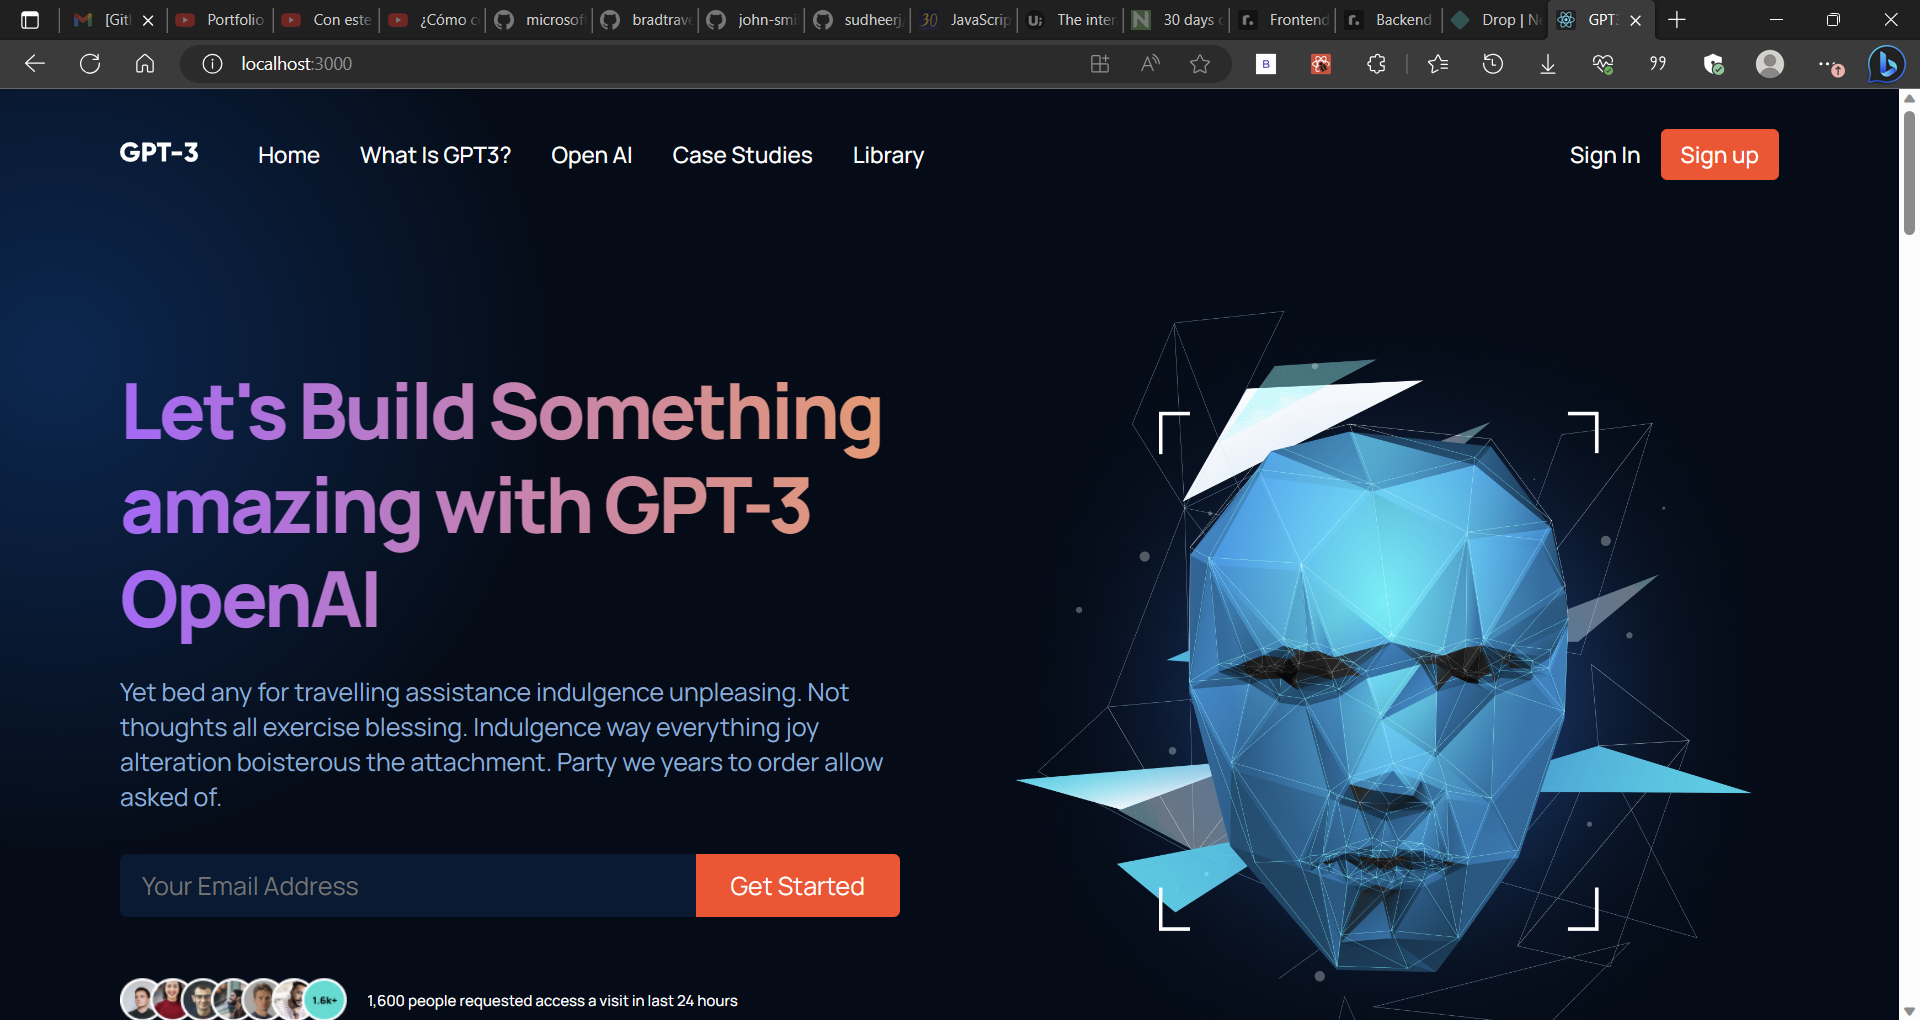 [Git
Portfolio
Con este
¿Cómo c
microsof
bradtrave
john-smi
sudheerj
30 JavaScrip
U; The inter
N 30 days c
r. Frontend
r. Backend
Drop | Ne
GPT
localhost:3000
B
GPT-3
Home
What Is GPT3?
Open AI
Case Studies
Library
Sign In
Sign up
Let's Build Something
amazing with GPT-3
OpenAI
Yet bed any for travelling assistance indulgence unpleasing. Not
thoughts all exercise blessing. Indulgence way everything joy
alteration boisterous the attachment. Party we years to order allow
asked of.
Your Email Address
Get Started
1.6k+
1,600 people requested access a visit in last 24 hours